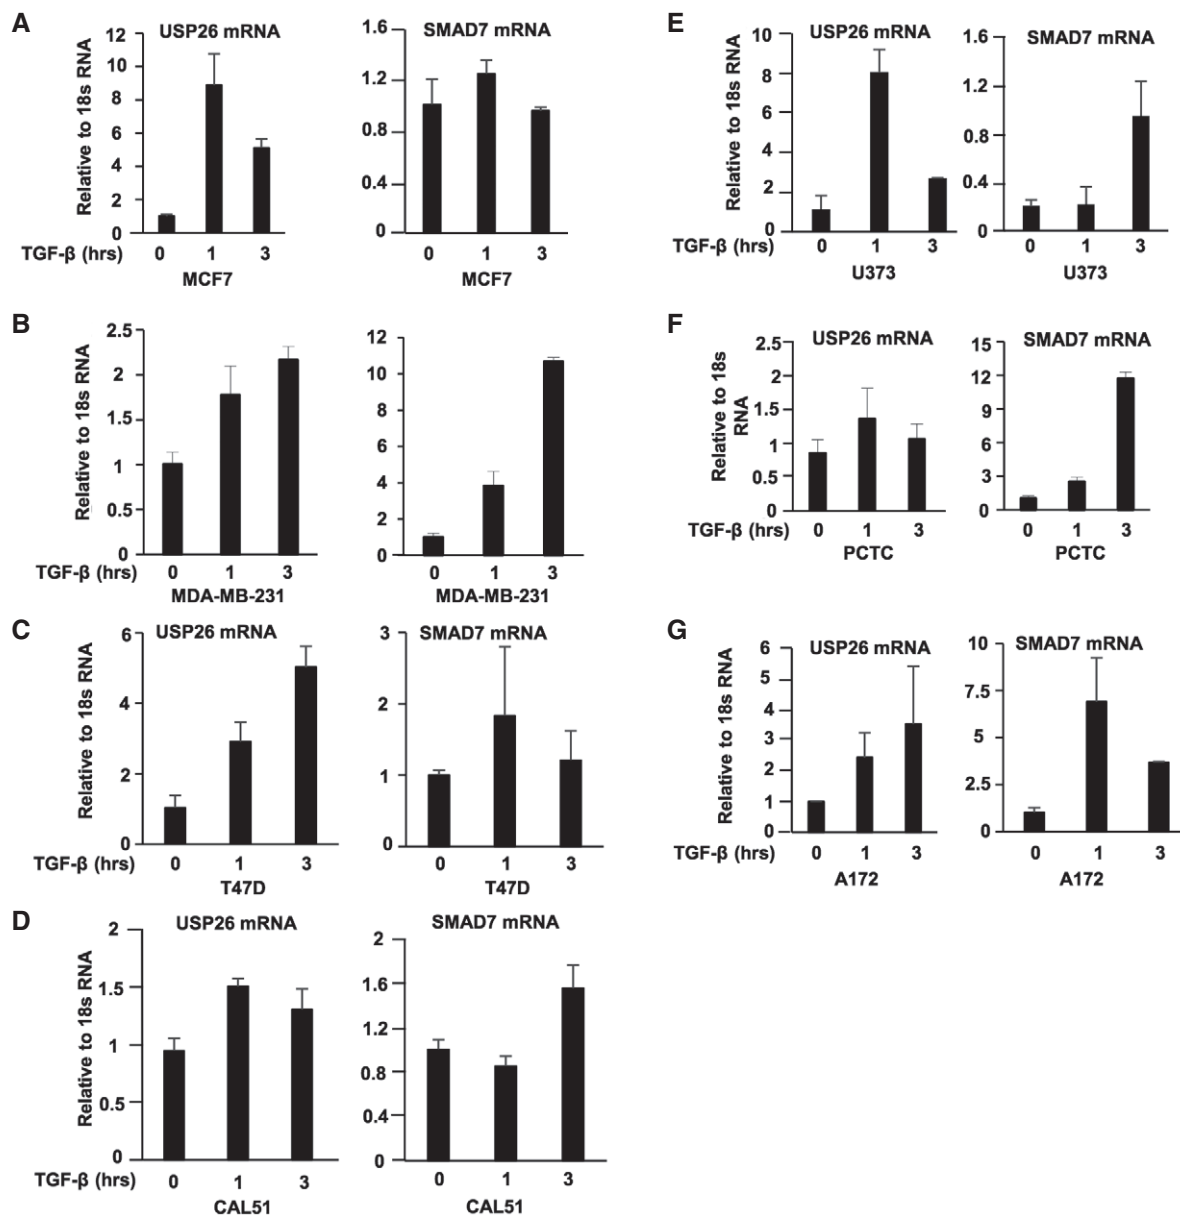 A
USP26 mRNA
Relative to 18s RNA
12
10
8
6
4
2
0
TGF-β (hrs)
0 1 3
MCF7
SMAD7 mRNA
1.6
1.2
0.8
0.4
0
0 1 3
MCF7
B
Relative to 18s RNA
2.5
2
1.5
1
0.5
0
TGF-β (hrs)
0 1 3
MDA-MB-231
12
10
8
6
4
2
0
0 1 3
MDA-MB-231
C
USP26 mRNA
Relative to 18s RNA
6
4
2
0
TGF-β (hrs)
0 1 3
T47D
SMAD7 mRNA
3
2
1
0
0 1 3
T47D
D
USP26 mRNA
Relative to 18s RNA
2
1.5
1
0.5
0
TGF-β (hrs)
0 1 3
CAL51
SMAD7 mRNA
2
1.6
1.2
0.8
0.4
0
0 1 3
CAL51
E
USP26 mRNA
Relative to 18s RNA
10
8
6
4
2
0
TGF-β (hrs)
0 1 3
U373
SMAD7 mRNA
1.6
1.2
0.8
0.4
0
0 1 3
U373
F
USP26 mRNA
Relative to 18s
RNA
2.5
2
1.5
1
0.5
0
TGF-β (hrs)
0 1 3
PCTC
SMAD7 mRNA
15
12
9
6
3
0
0 1 3
PCTC
G
USP26 mRNA
Relative to 18s RNA
6
5
4
3
2
1
0
TGF-β (hrs)
0 1 3
A172
SMAD7 mRNA
10
7.5
5
2.5
0
0 1 3
A172